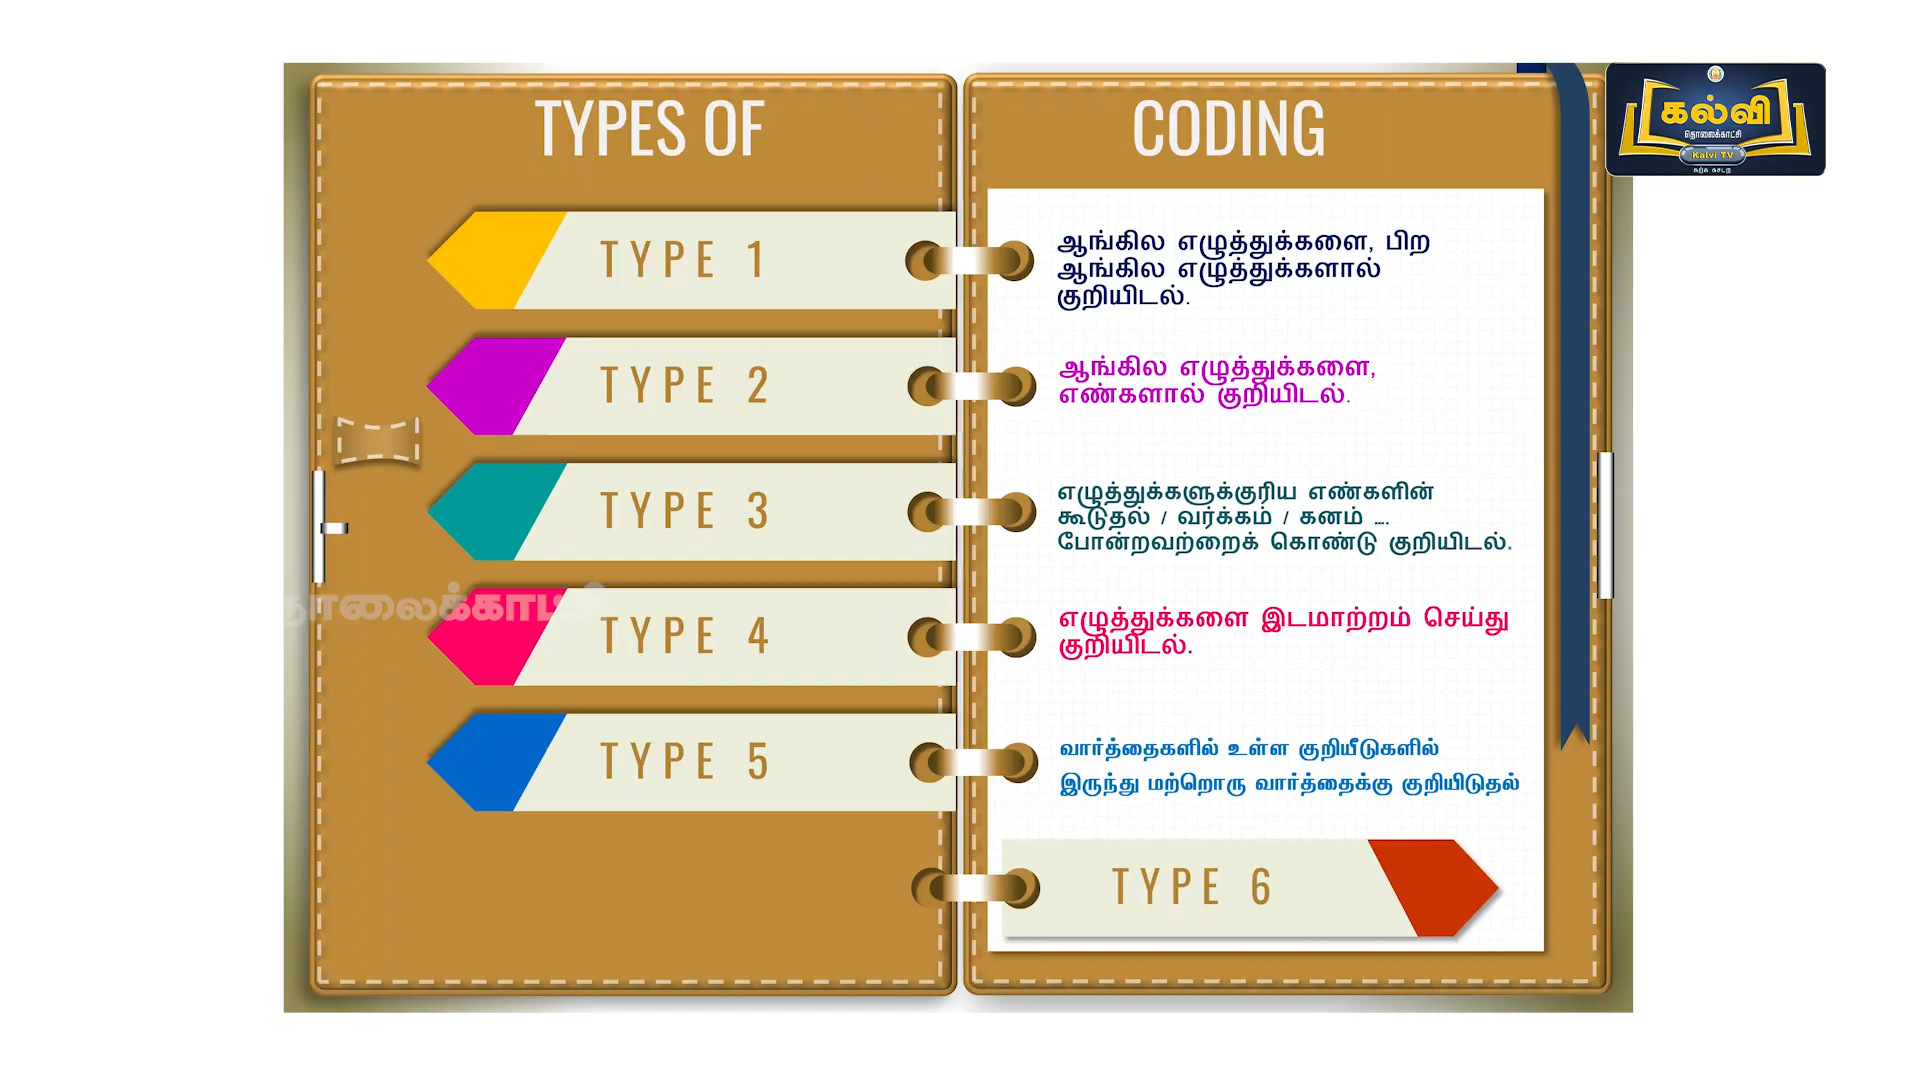 TYPES OF CODING
TYPE 1
ஆங்கில எழுத்துக்களை, பிற
ஆங்கில எழுத்துக்களால்
குறியிடல்.
TYPE 2
ஆங்கில எழுத்துக்களை,
எண்களால் குறியிடல்.
TYPE 3
எழுத்துக்களுக்குரிய எண்களின்
கூடுதல் / வர்க்கம் / கனம் ....
போன்றவற்றைக் கொண்டு குறியிடல்.
TYPE 4
எழுத்துக்களை இடமாற்றம் செய்து
குறியிடல்.
TYPE 5
வார்த்தைகளில் உள்ள குறியீடுகளில்
இருந்து மற்றொரு வார்த்தைக்கு குறியிடுதல்
TYPE 6
கல்வி
தொலைக்காட்சி
Kalvi TV
கற்க கசடற